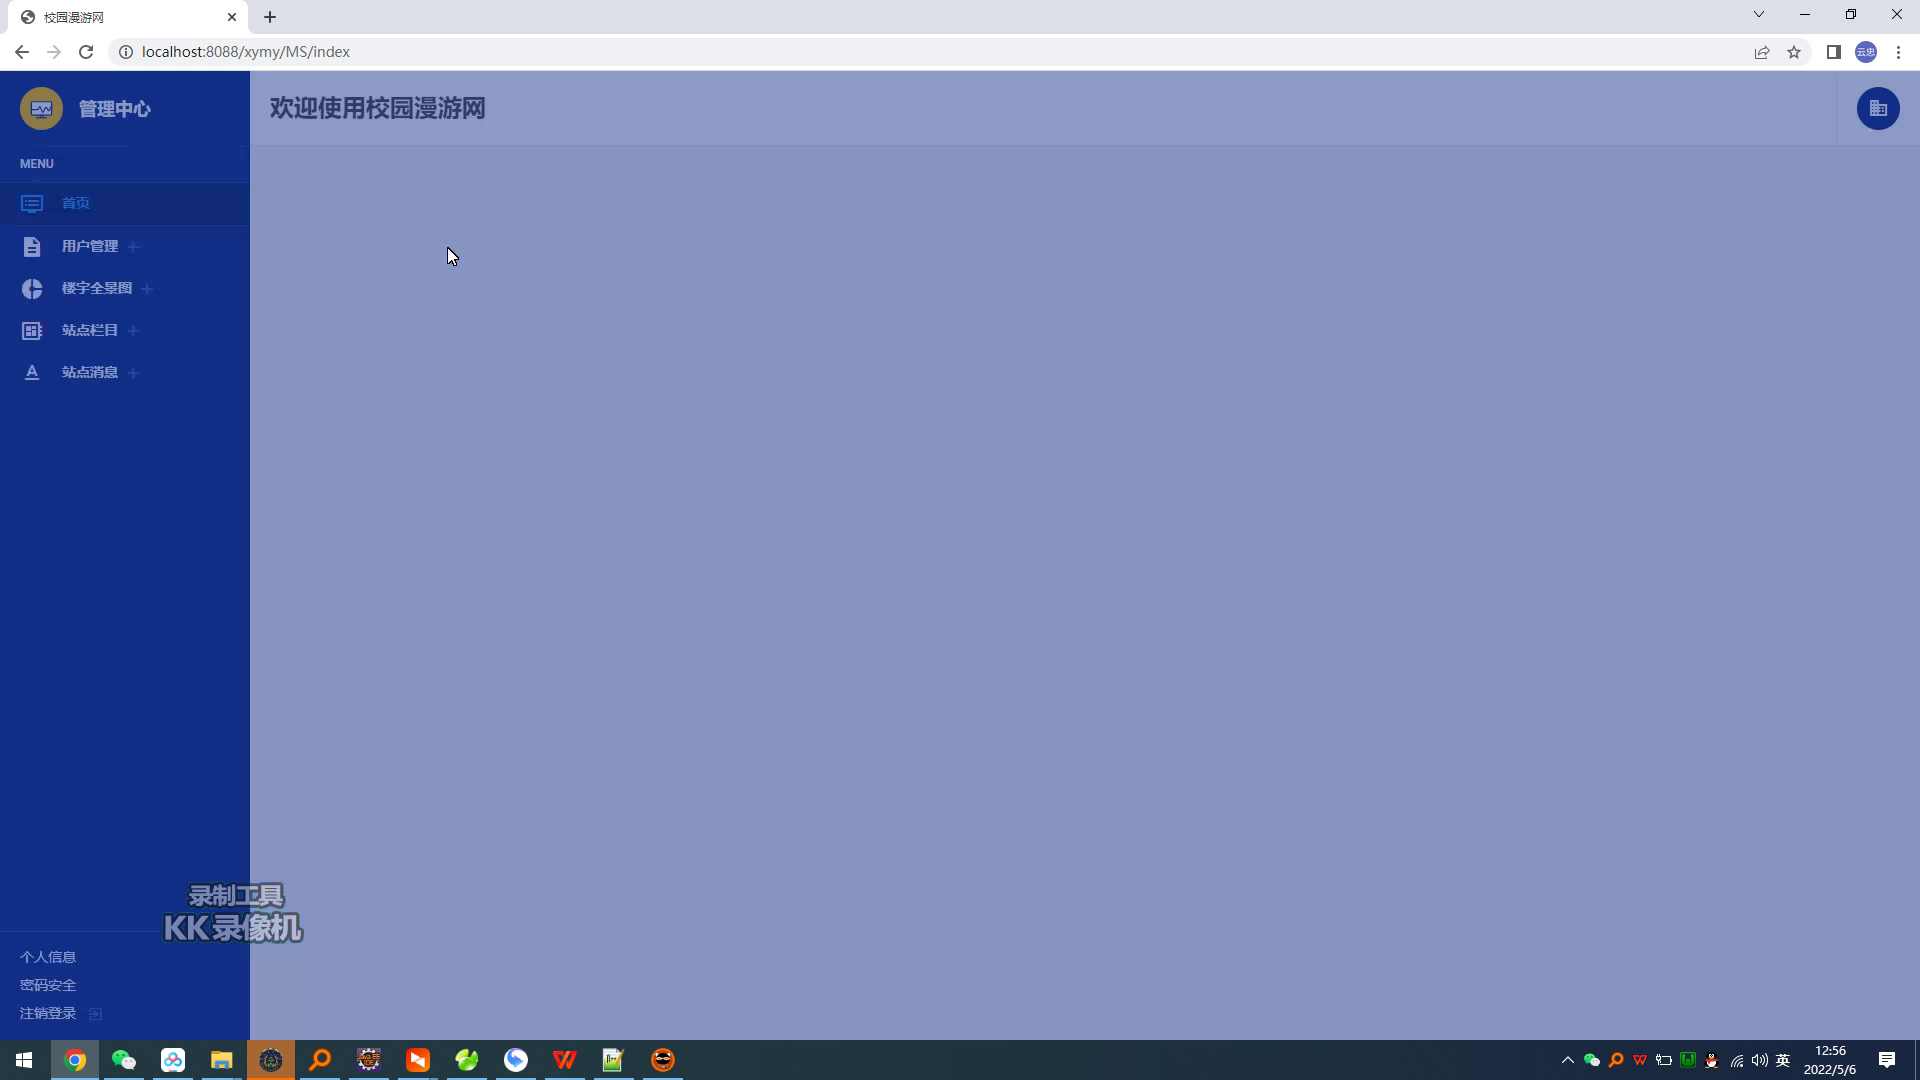 校园漫游网
localhost:8088/xymy/MS/index
云忠
管理中心
欢迎使用校园漫游网
MENU
首页
用户管理 +
楼宇全景图 +
站点栏目 +
站点消息 +
录制工具
KK 录像机
个人信息
密码安全
注销登录
英
12:56
2022/5/6